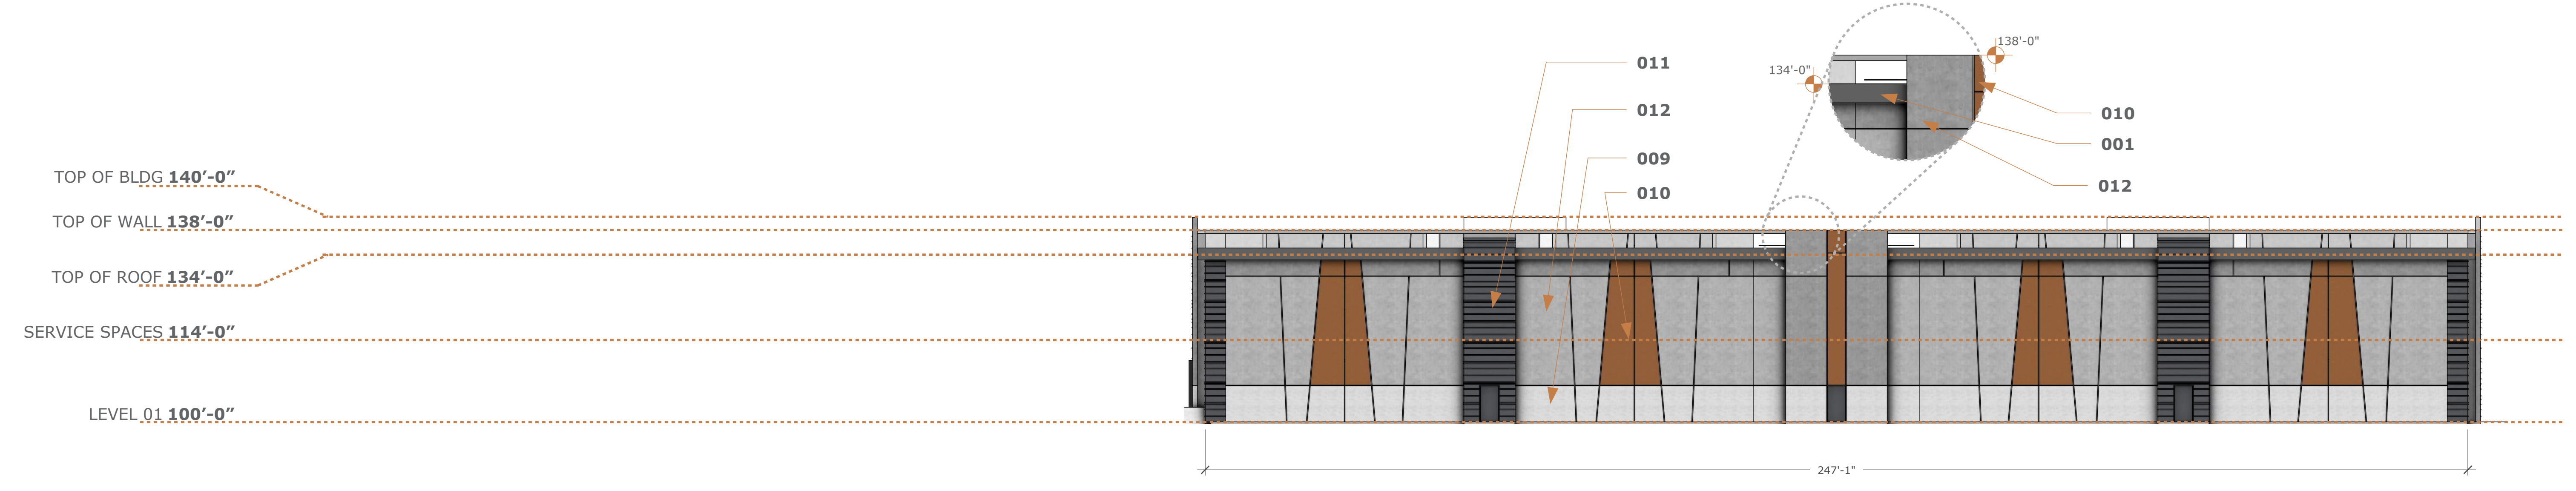 138'-0"
011
134'-0"
012
010
001
009
012
010
TOP OF BLDG 140’-0”
TOP OF WALL 138’-0”
TOP OF ROOF 134’-0”
SERVICE SPACES 114’-0”
LEVEL 01 100’-0”
247'-1"